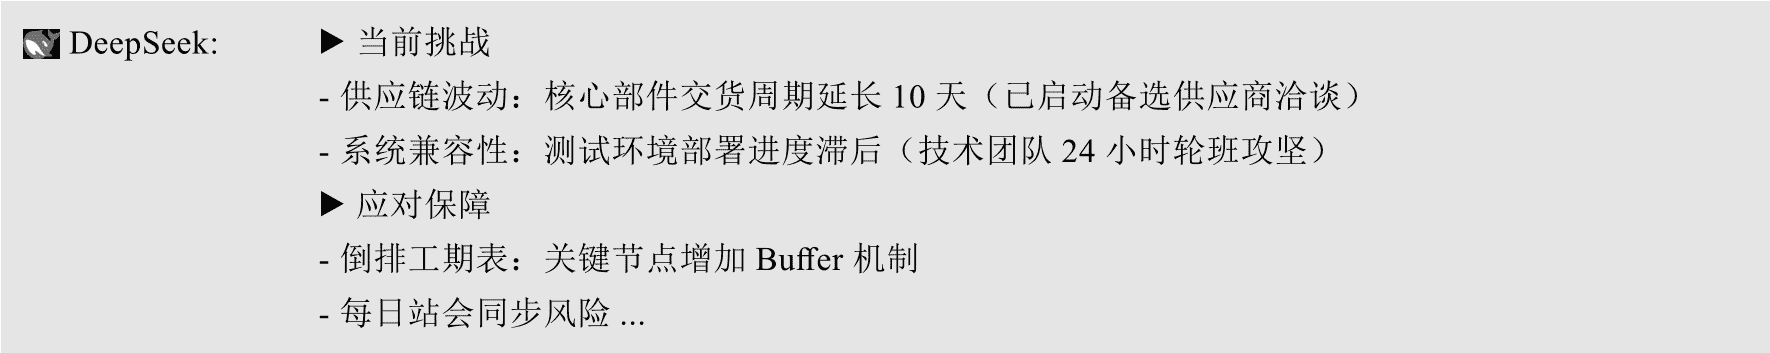 DeepSeek: ▶ 当前挑战
- 供应链波动：核心部件交货周期延长 10 天（已启动备选供应商洽谈）
- 系统兼容性：测试环境部署进度滞后（技术团队 24 小时轮班攻坚）
▶ 应对保障
- 倒排工期表：关键节点增加 Buffer 机制
- 每日站会同步风险 ...